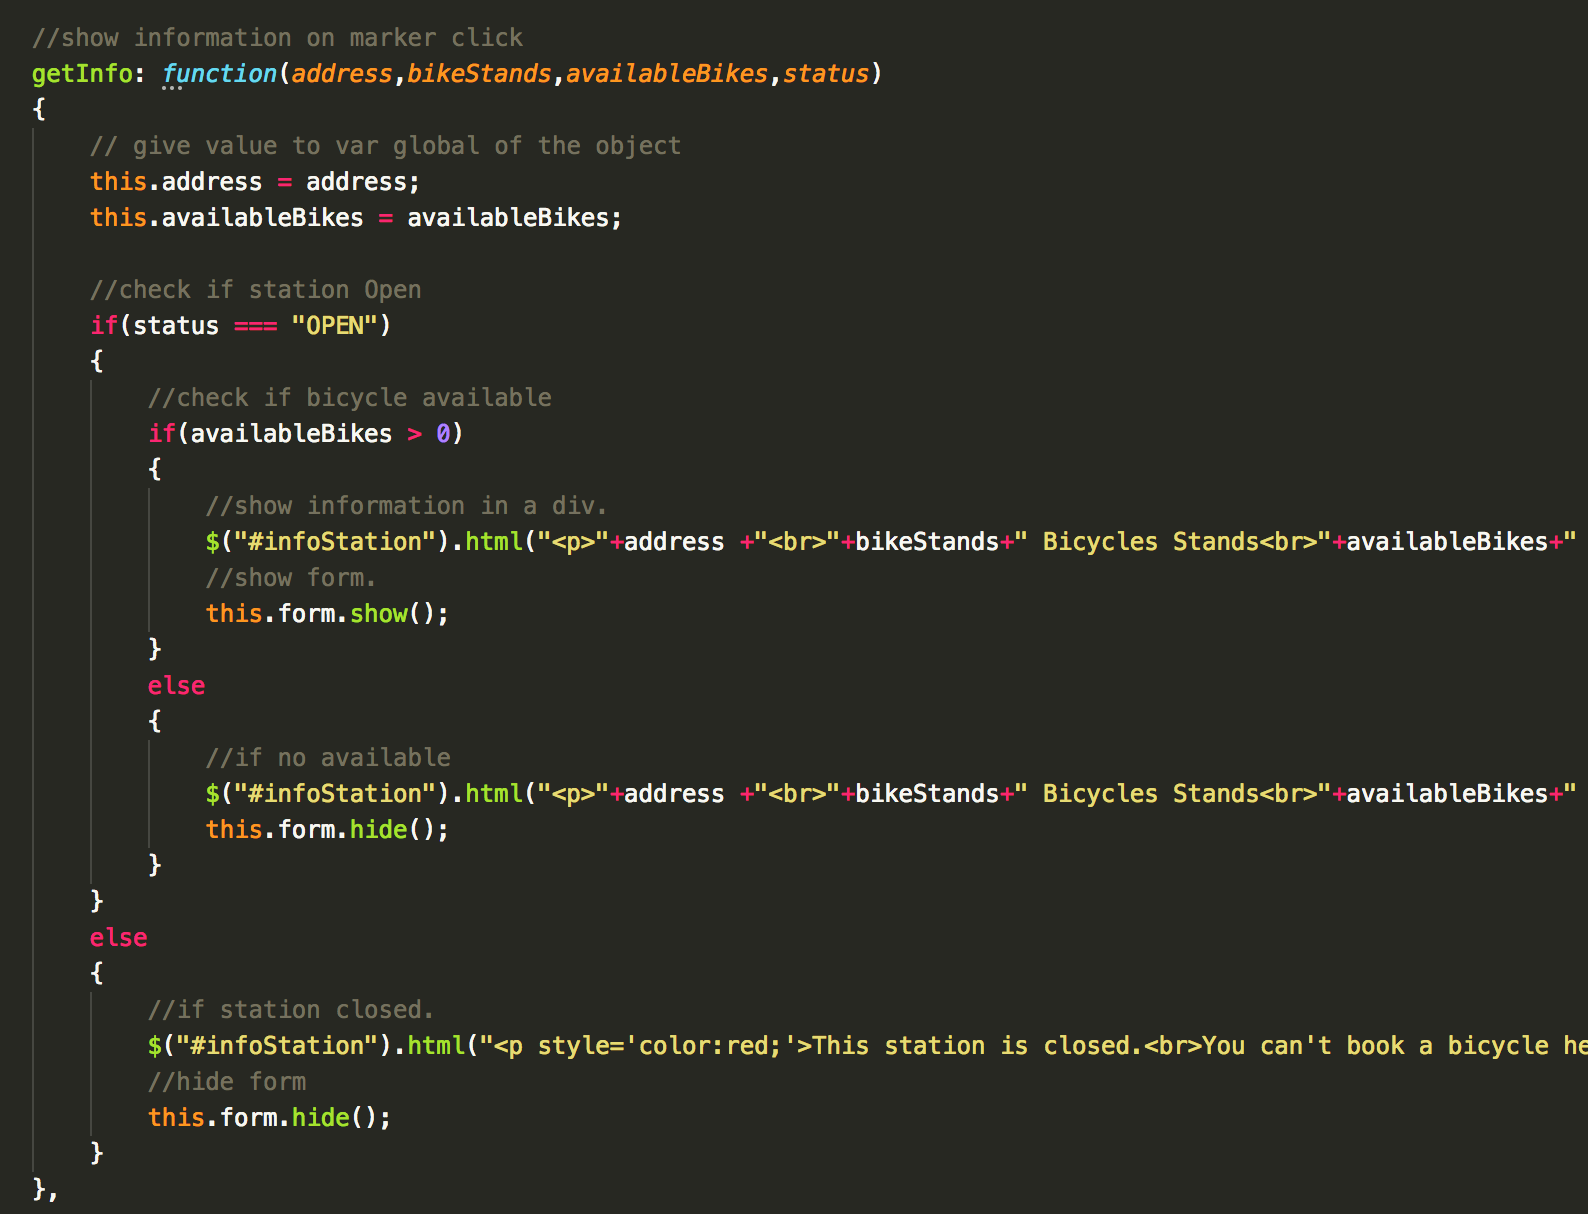 //show information on marker click
getInfo: function(address,bikeStands,availableBikes,status)
{
// give value to var global of the object
this.address = address;
this.availableBikes = availableBikes;
//check if station Open
if(status === "OPEN")
{
//check if bicycle available
if(availableBikes > 0)
{
//show information in a div.
$("#infoStation").html("<p>"+address +"<br>"+bikeStands+" Bicycles Stands<br>"+availableBikes+"
//show form.
this.form.show();
}
else
{
//if no available
$("#infoStation").html("<p>"+address +"<br>"+bikeStands+" Bicycles Stands<br>"+availableBikes+"
this.form.hide();
}
}
else
{
//if station closed.
$("#infoStation").html("<p style='color:red;'>This station is closed.<br>You can't book a bicycle he
//hide form
this.form.hide();
}
},